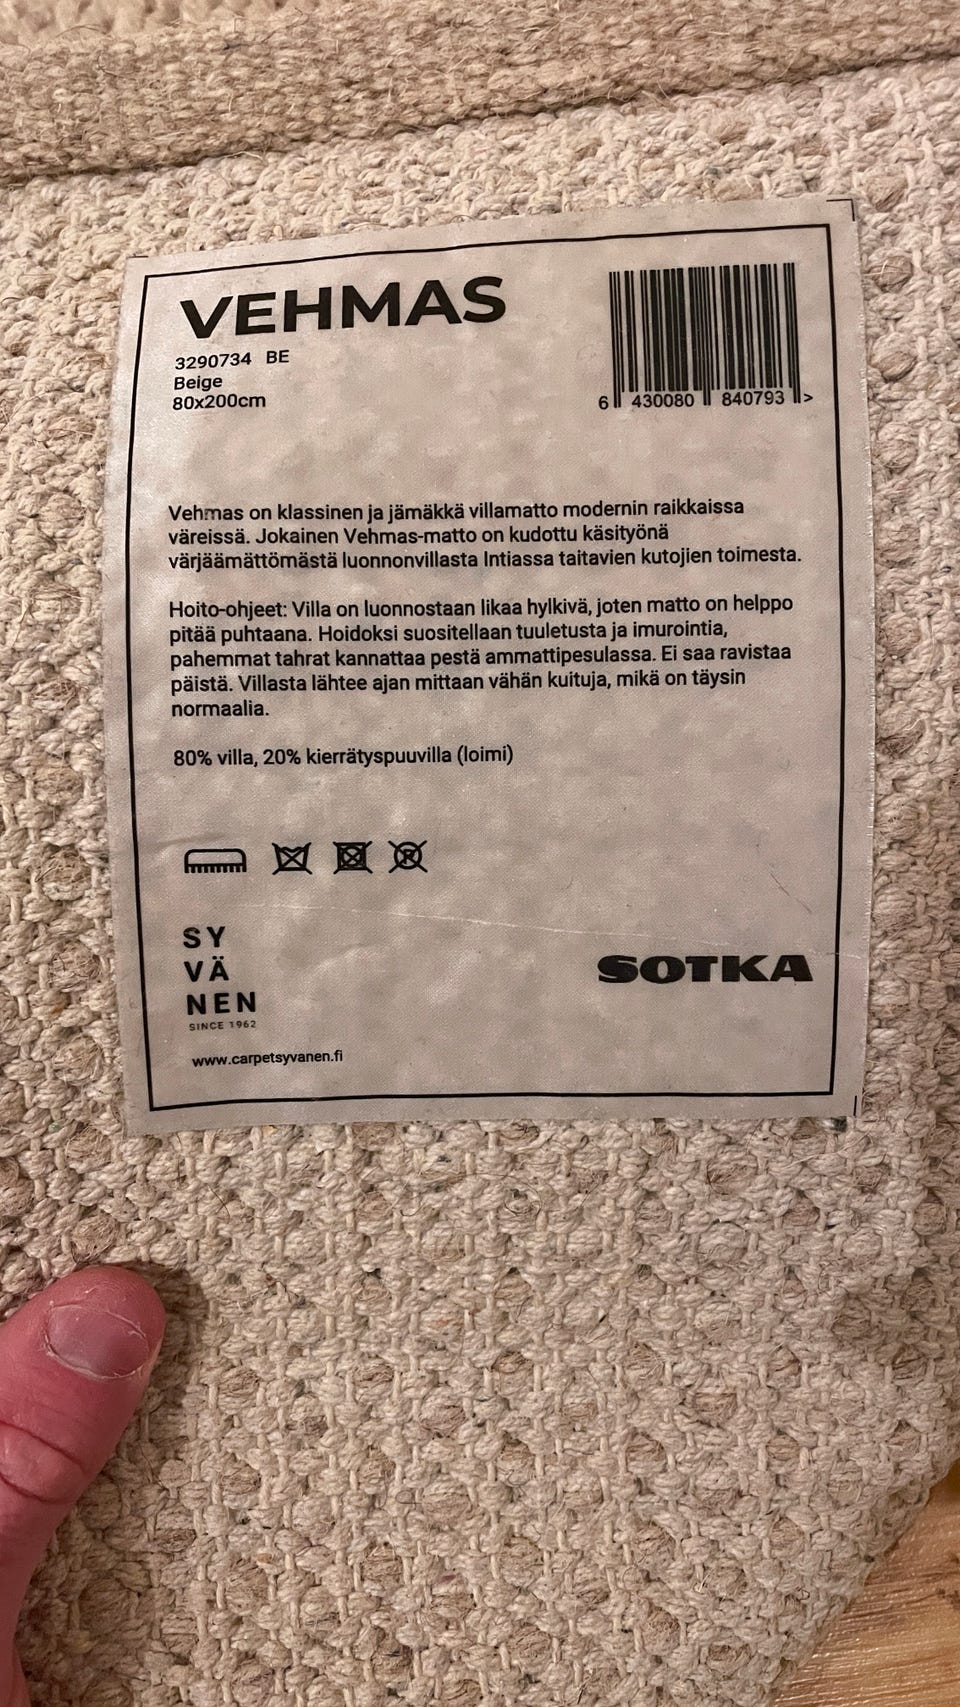 VEHMAS
3290734 BE
Beige
80x200cm
6 430080 840793 >
Vehmas on klassinen ja jämäkkä villamatto modernin raikkaissa
väreissä. Jokainen Vehmas-matto on kudottu käsityönä
värjäämättömästä luonnonvillasta Intiassa taitavien kutojien toimesta.
Hoito-ohjeet: Villa on luonnostaan likaa hylkivä, joten matto on helppo
pitää puhtaana. Hoidoksi suositellaan tuuletusta ja imurointia,
pahemmat tahrat kannattaa pestä ammattipesulassa. Ei saa ravistaa
päistä. Villasta lähtee ajan mittaan vähän kuituja, mikä on täysin
normaalia.
80% villa, 20% kierrätyspuuvilla (loimi)
P
SY
VÄ
NEN
SINCE 1962
www.carpetsyvanen.fi
SOTKA